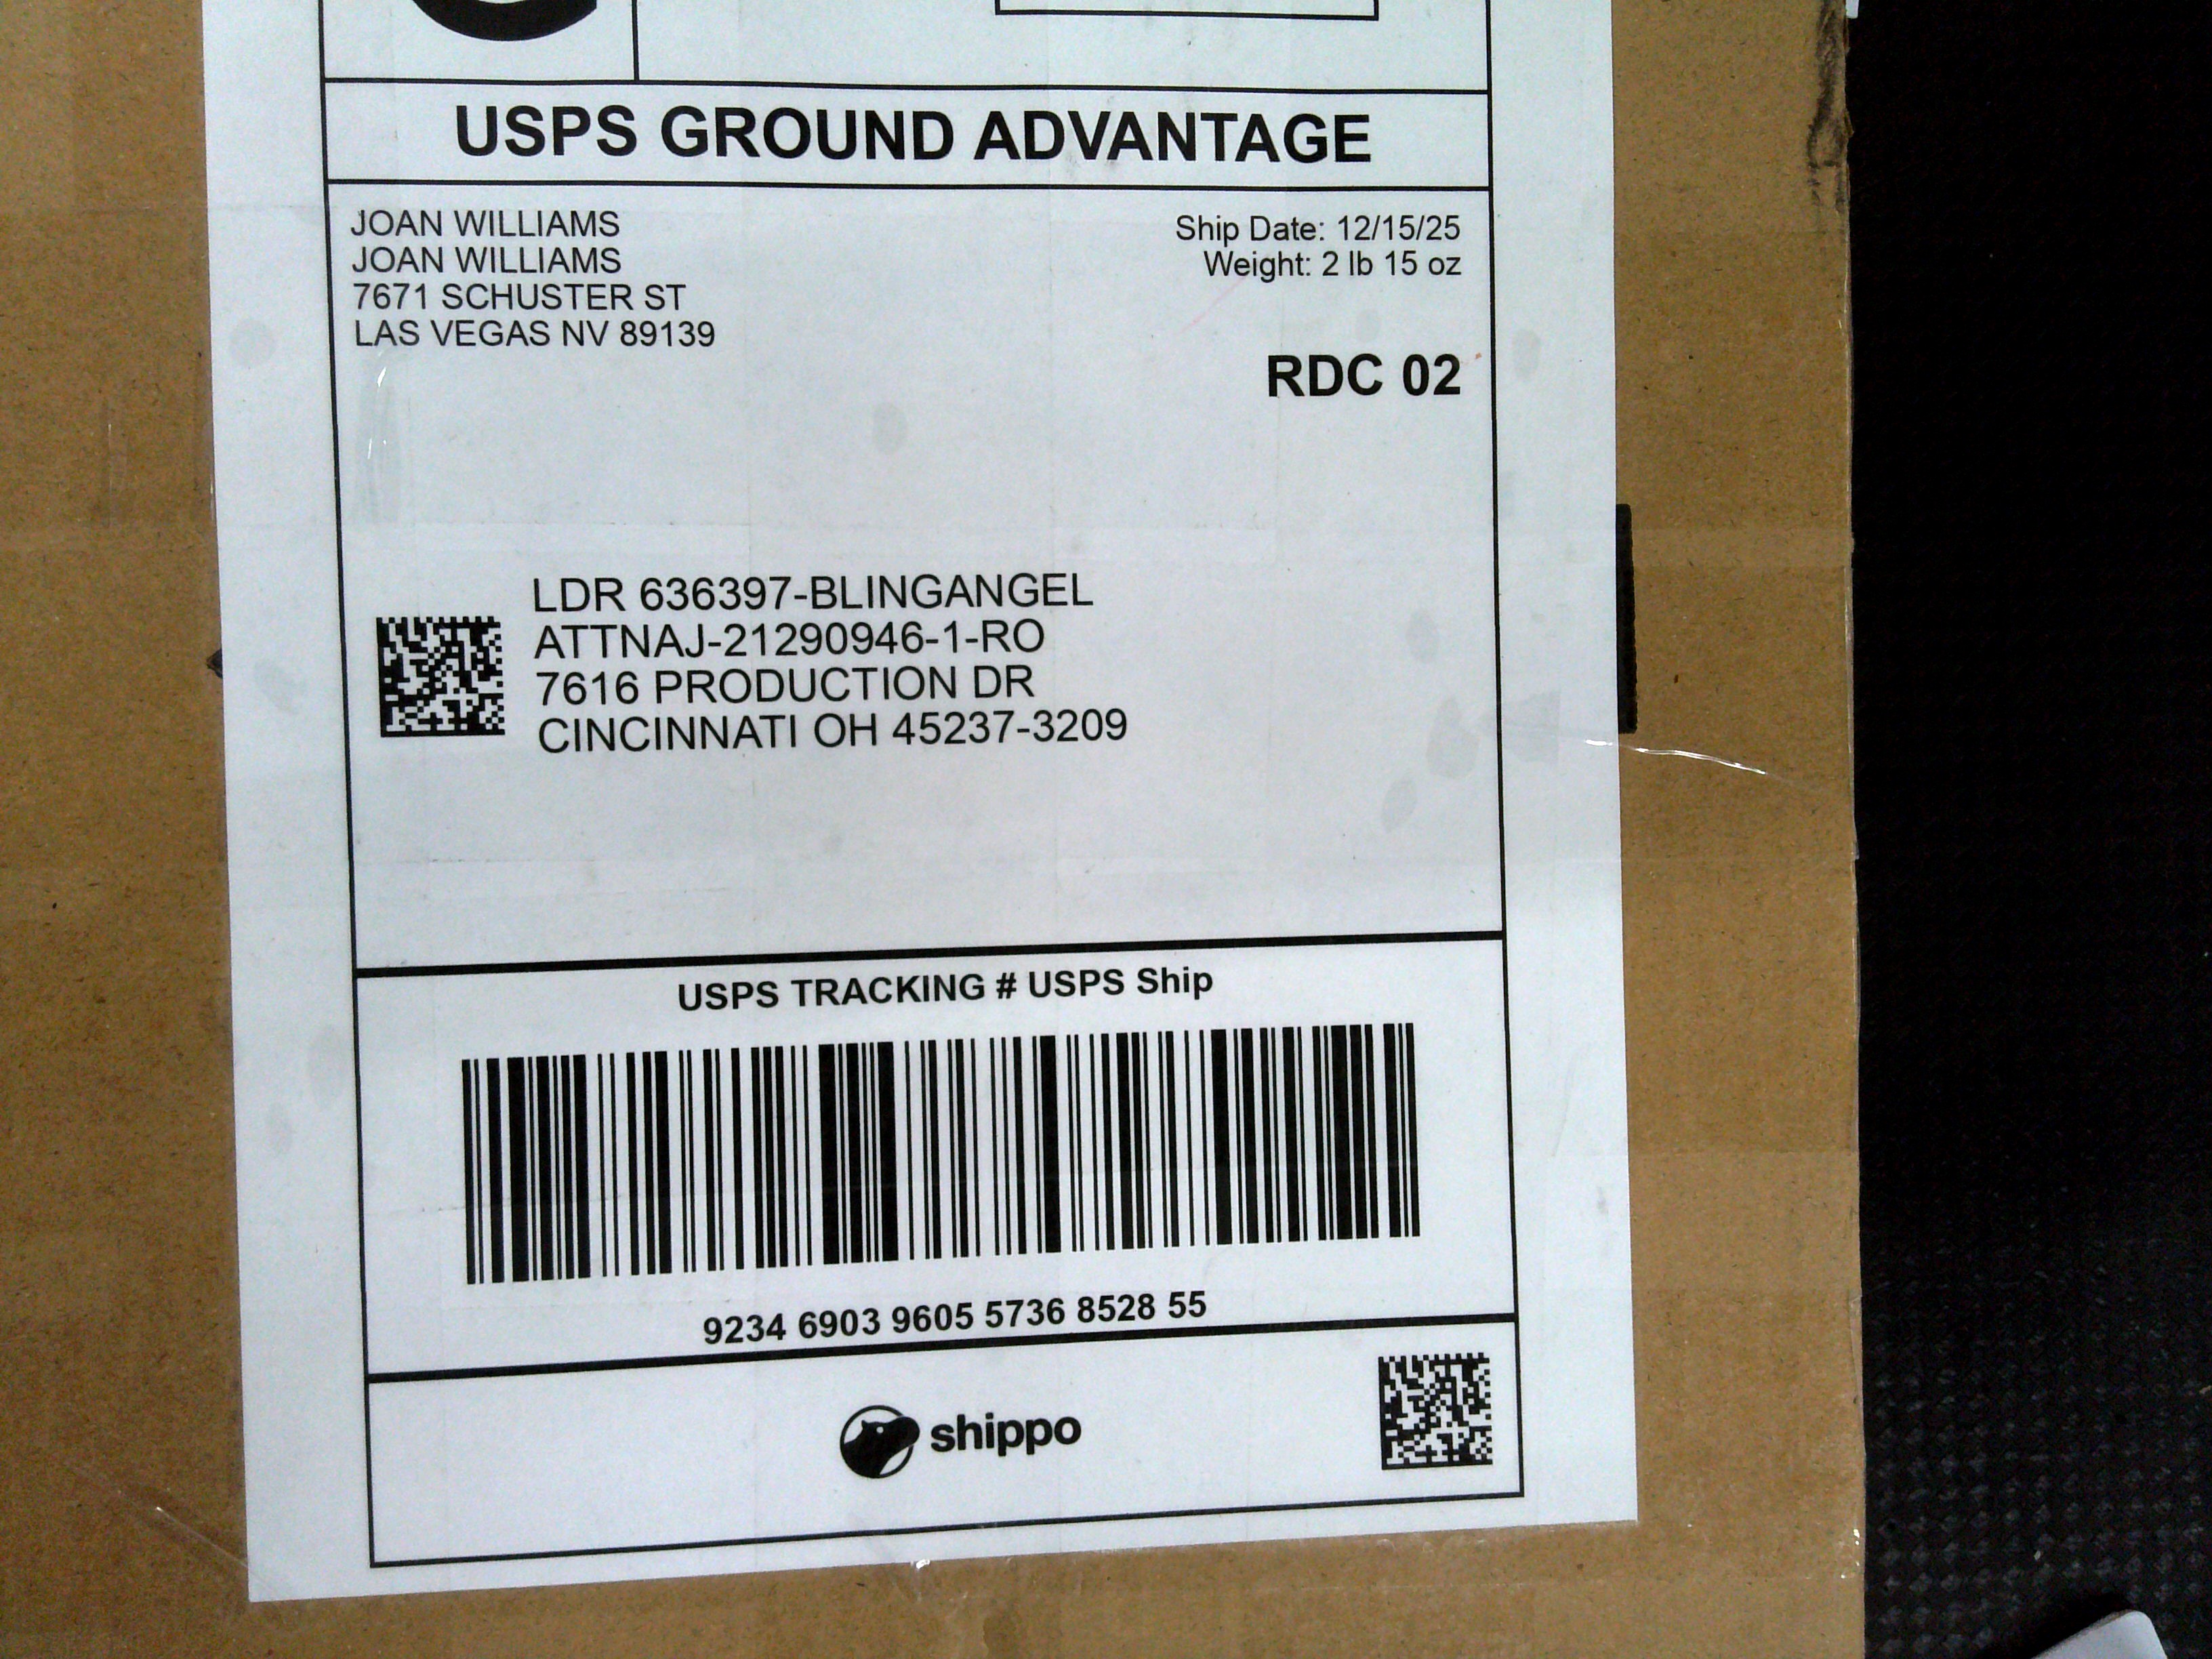 USPS GROUND ADVANTAGE
JOAN WILLIAMS
JOAN WILLIAMS
7671 SCHUSTER ST
LAS VEGAS NV 89139
Ship Date: 12/15/25
Weight: 2 lb 15 oz
RDC 02
LDR 636397-BLINGANGEL
ATTNAJ-21290946-1-RO
7616 PRODUCTION DR
CINCINNATI OH 45237-3209
USPS TRACKING # USPS Ship
9234 6903 9605 5736 8528 55
shippo